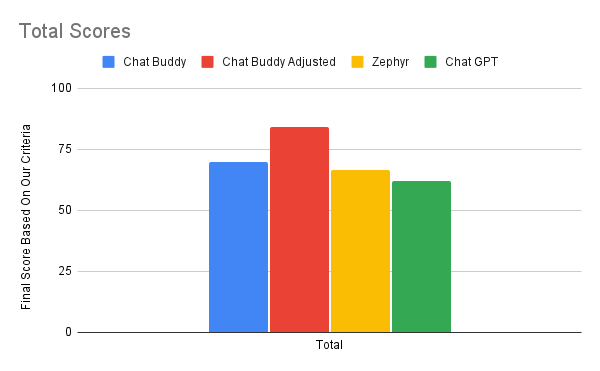 Total Scores
Chat Buddy Chat Buddy Adjusted Zephyr Chat GPT
Final Score Based On Our Criteria
100
75
50
25
0
Total